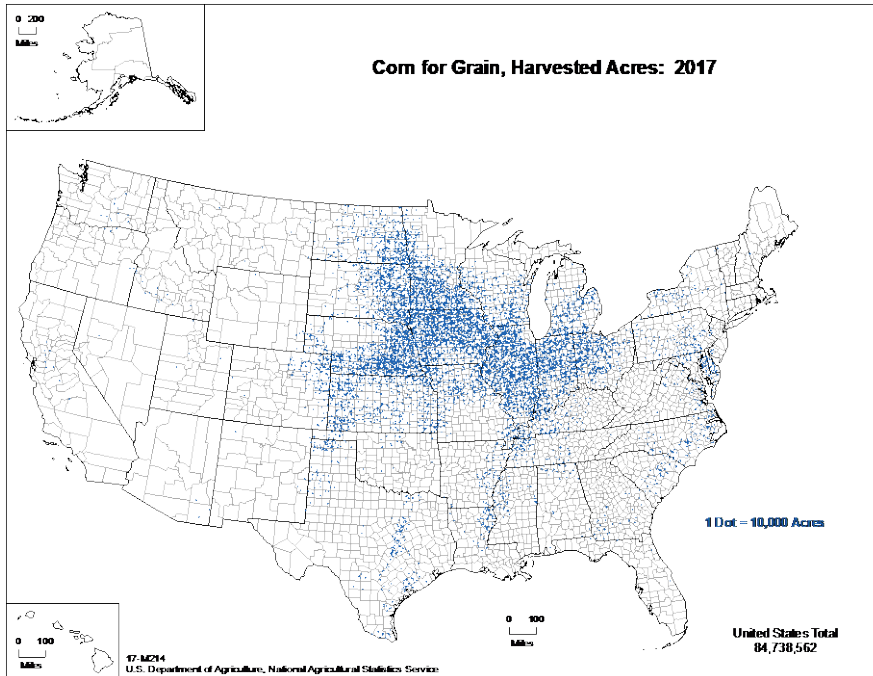 0 200
Miles
Corn for Grain, Harvested Acres: 2017
1 Dot = 10,000 Acres
0 100
Miles
0 100
Miles
United States Total
84,738,562
17-M214
U.S. Department of Agriculture, National Agricultural Statistics Service